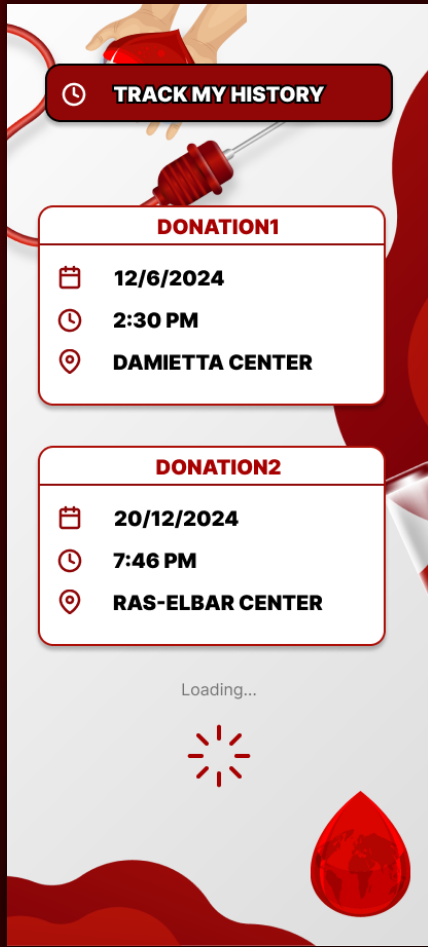 TRACK MY HISTORY
DONATION1
12/6/2024
2:30 PM
DAMIETTA CENTER
DONATION2
20/12/2024
7:46 PM
RAS-ELBAR CENTER
Loading...